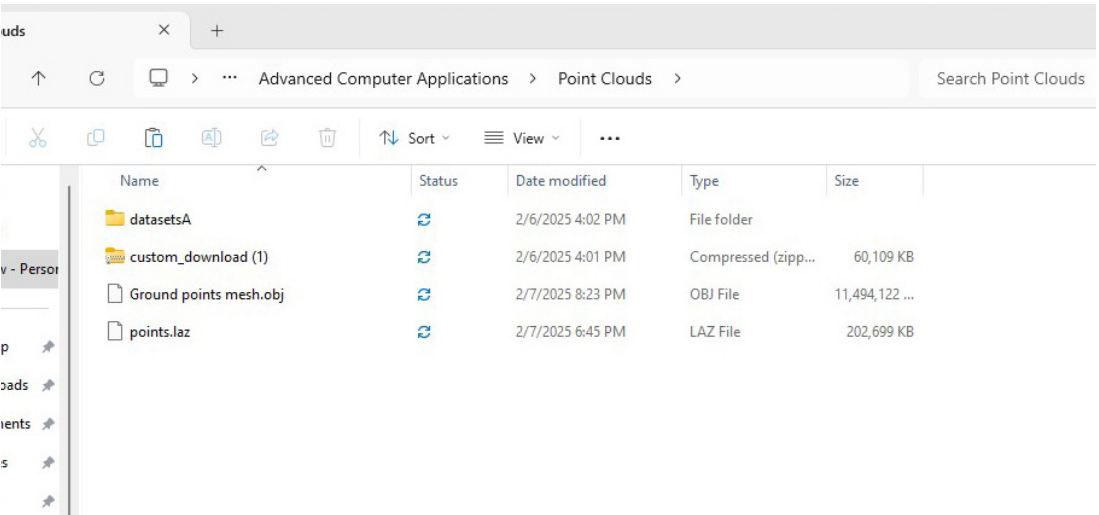 uds
Advanced Computer Applications > Point Clouds >
Search Point Clouds
Sort
View
Name Status Date modified Type Size
datasetsA 2/6/2025 4:02 PM File folder
custom_download (1) 2/6/2025 4:01 PM Compressed (zipp... 60,109 KB
Ground points mesh.obj 2/7/2025 8:23 PM OBJ File 11,494,122 ...
points.laz 2/7/2025 6:45 PM LAZ File 202,699 KB
- Person